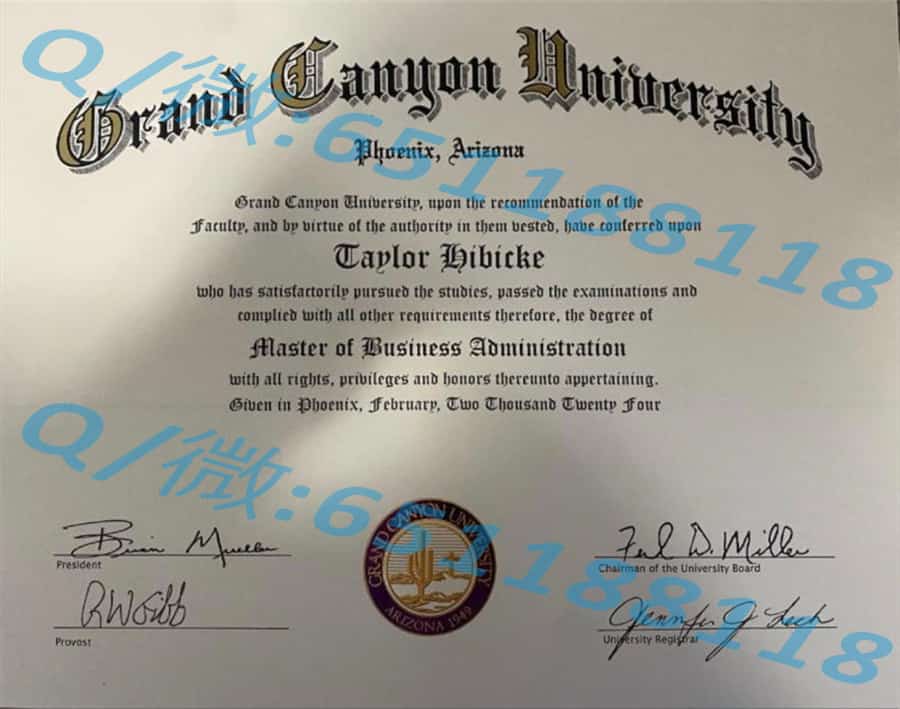 Grand Canyon University
Phoenix, Arizona
Grand Canyon University, upon the recommendation of the
Faculty, and by virtue of the authority in them vested, have conferred upon
Taylor Hibicke
who has satisfactorily pursued the studies, passed the examinations and
complied with all other requirements therefore, the degree of
Master of Business Administration
with all rights, privileges and honors thereunto appertaining.
Given in Phoenix, February, Two Thousand Twenty Four
Q/微:65118118
Q/微:65118118
Brian Mueller
President
Provost
GRAND CANYON UNIVERSITY
ARIZONA 1949
D. Miller
Chairman of the University Board
Jennifer J Lech
University Registrar